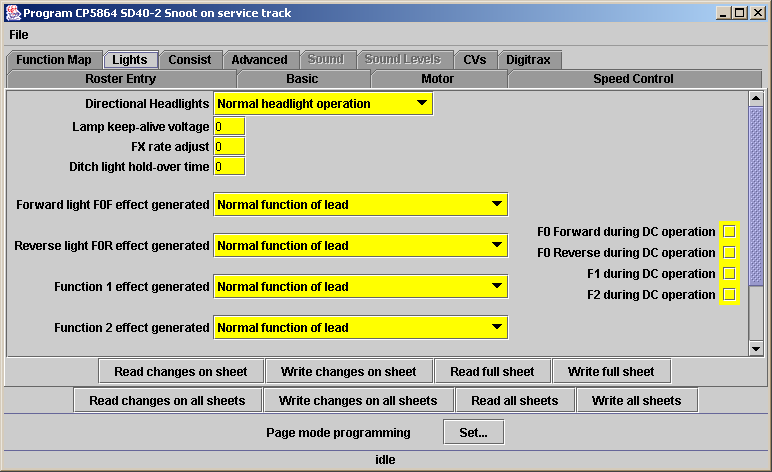 Program CP5864 SD40-2 Snoot on service track
File
Function Map Lights Consist Advanced Sound Sound Levels CVs Digitrax
Roster Entry Basic Motor Speed Control
Directional Headlights Normal headlight operation
Lamp keep-alive voltage 0
FX rate adjust 0
Ditch light hold-over time 0
Forward light F0F effect generated Normal function of lead
F0 Forward during DC operation
Reverse light F0R effect generated Normal function of lead
F0 Reverse during DC operation
F1 during DC operation
Function 1 effect generated Normal function of lead
F2 during DC operation
Function 2 effect generated Normal function of lead
Read changes on sheet Write changes on sheet Read full sheet Write full sheet
Read changes on all sheets Write changes on all sheets Read all sheets Write all sheets
Page mode programming Set...
idle